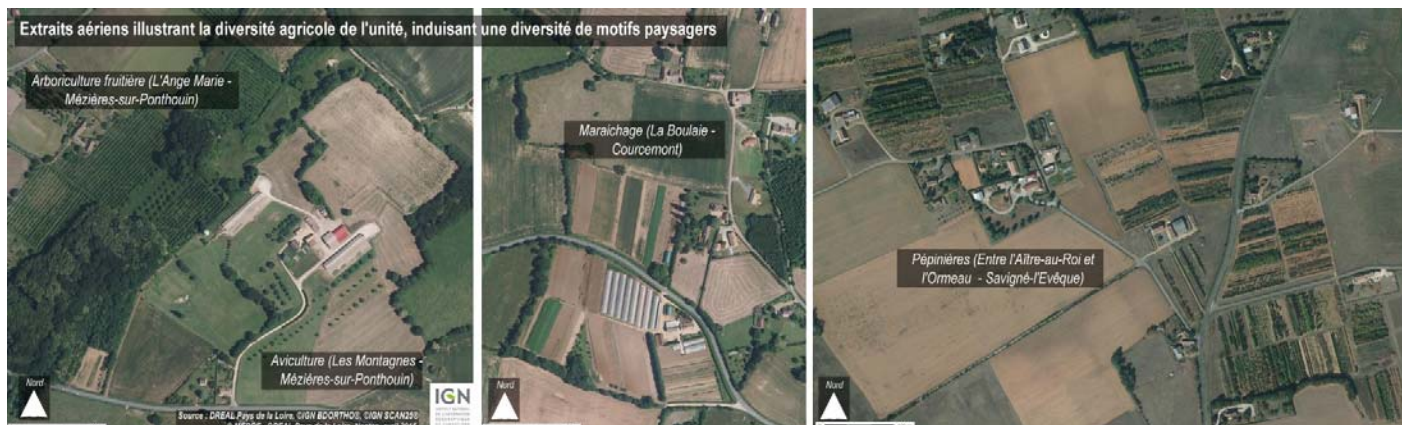 Extraits aériens illustrant la diversité agricole de l'unité, induisant une diversité de motifs paysagers
Arboriculture fruitière (L'Ange Marie -
Mézières-sur-Ponthouin)
Aviculture (Les Montagnes -
Mézières-sur-Ponthouin)
Nord
IGN
Source : DREAL Pays de la Loire, ©IGN BDORTHO®, ©IGN SCAN25®
Maraichage (La Boulaie -
Courcemont)
Nord
Pépinières (Entre l'Aître-au-Roi et
l'Ormeau - Savigné-l'Evêque)
Nord